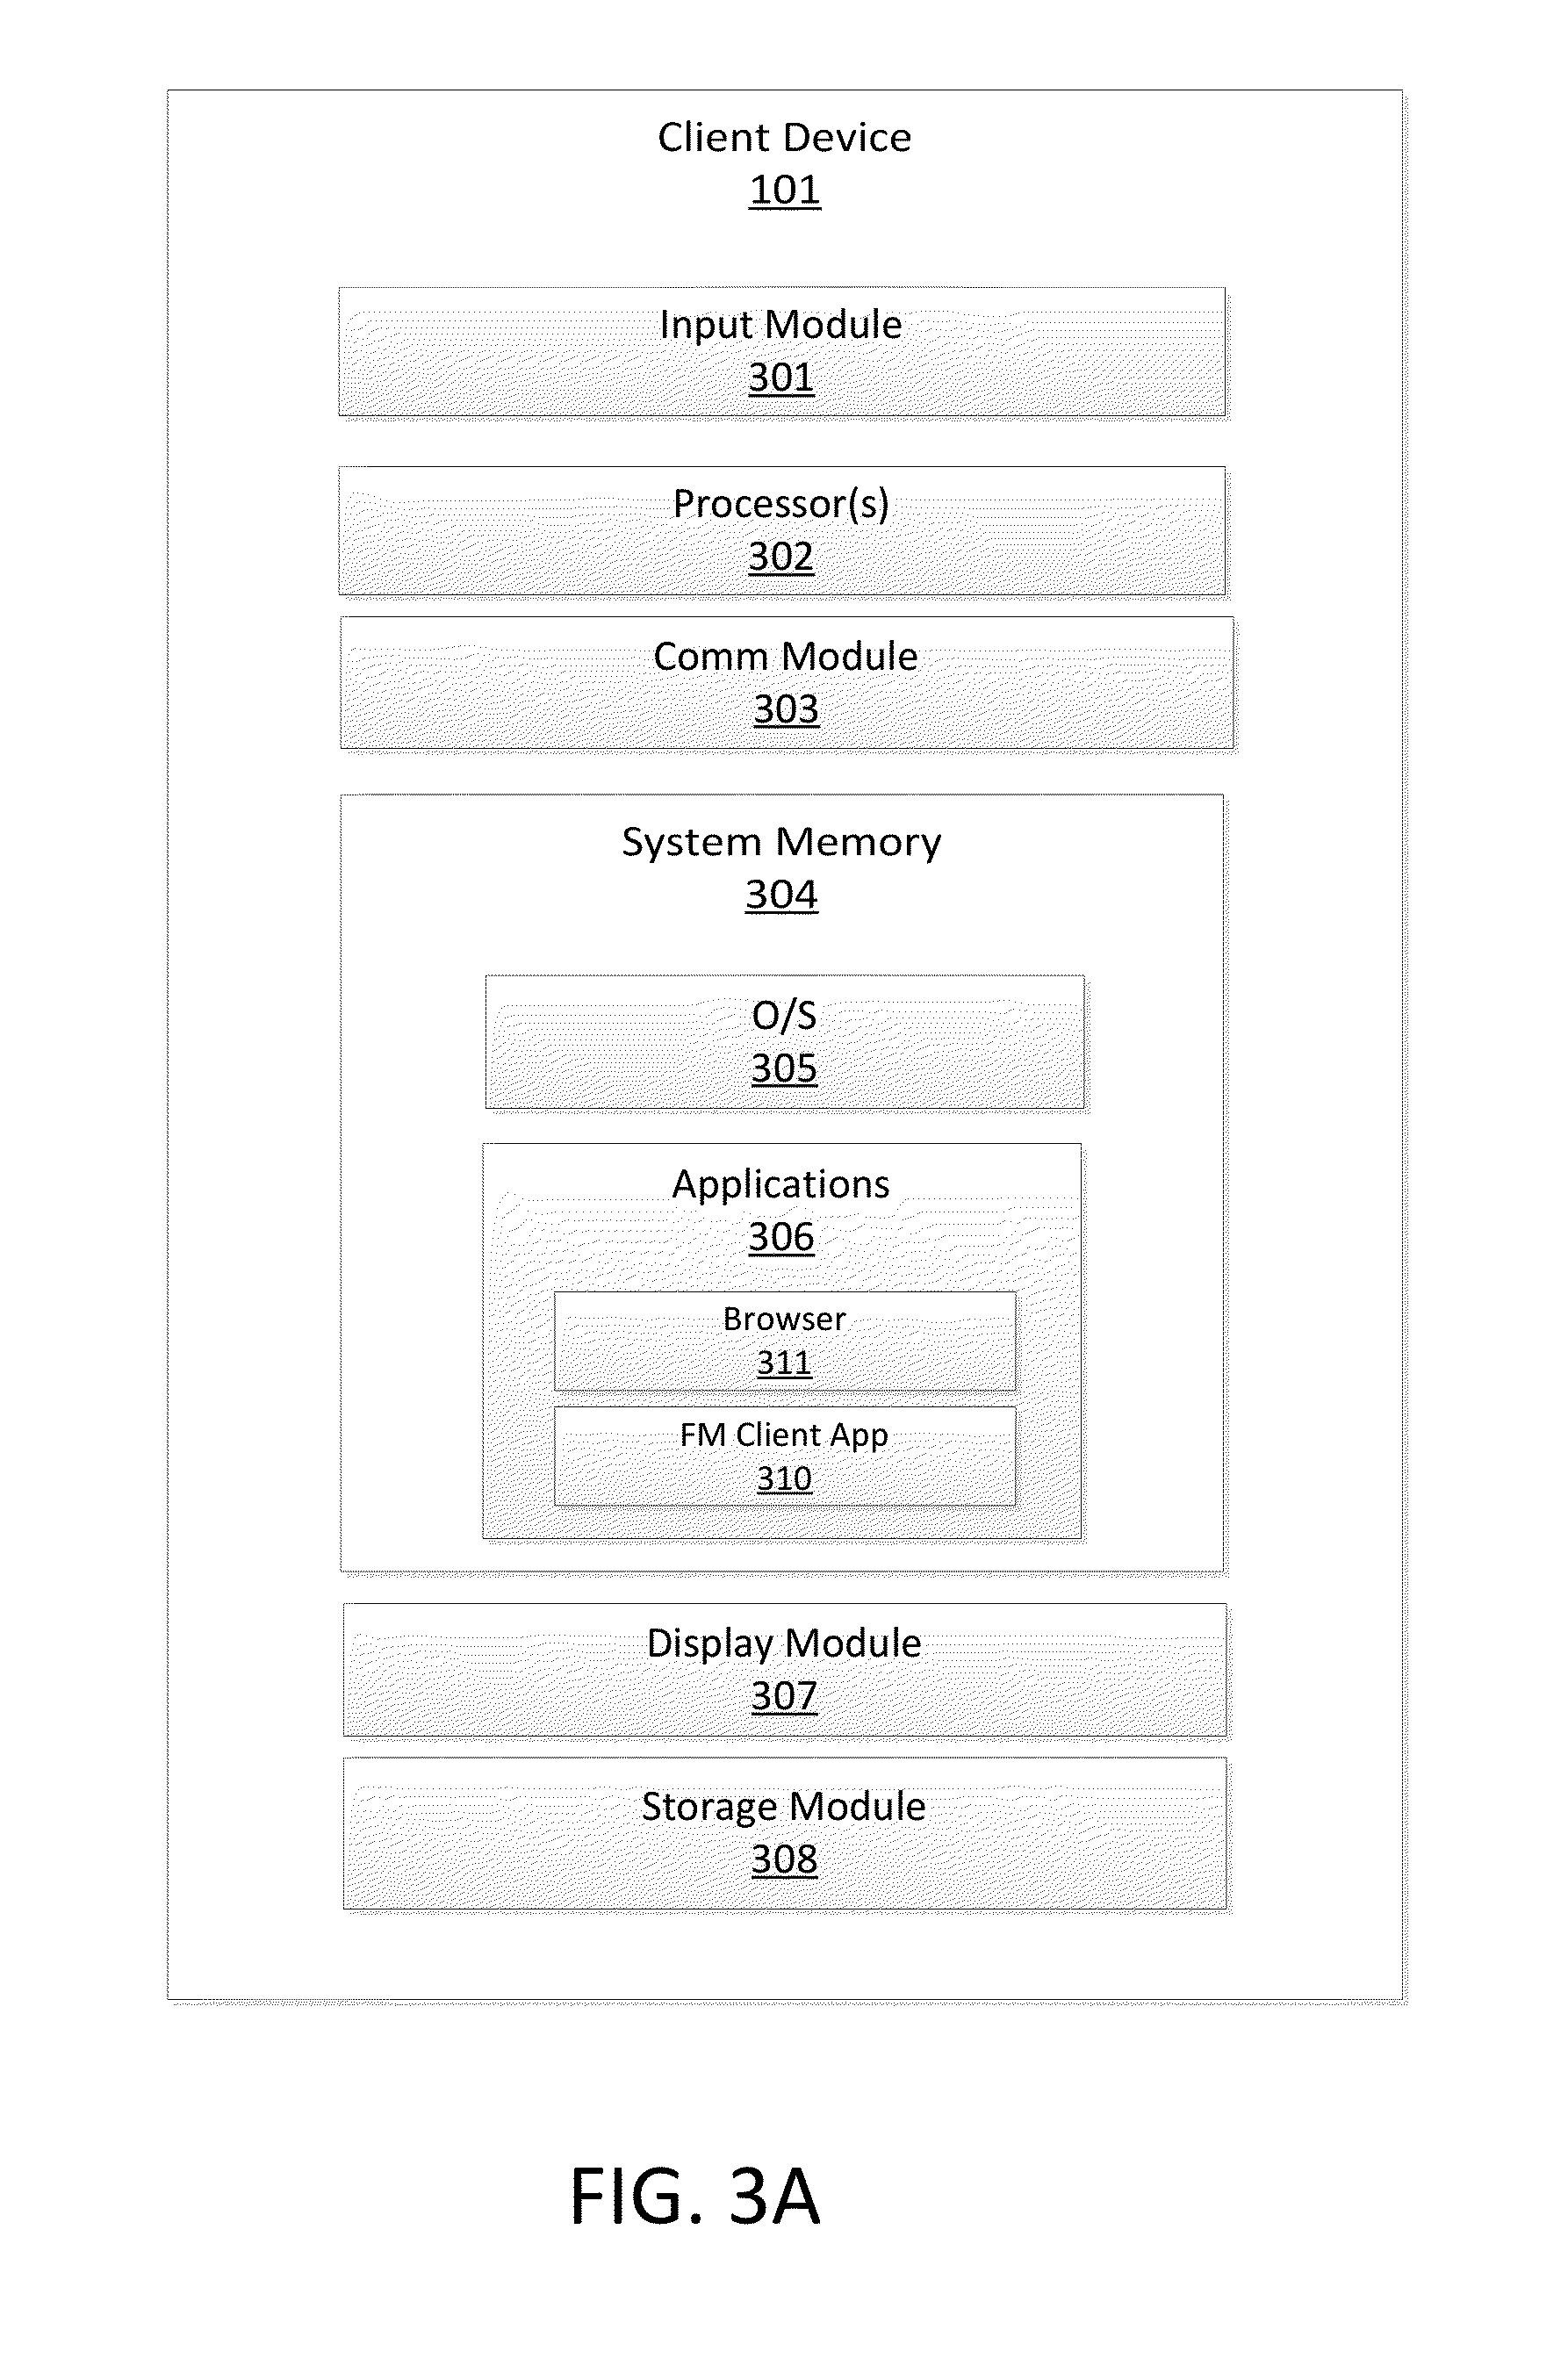 Client Device
101
Input Module
301
Processor(s)
302
Comm Module
303
System Memory
304
O/S
305
Applications
306
Browser
311
FM Client App
310
Display Module
307
Storage Module
308
FIG. 3A